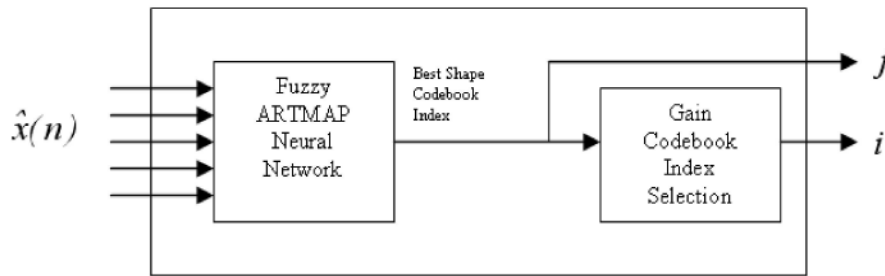 x̂(n)
Fuzzy
ARTMAP
Neural
Network
Best Shape
Codebook
Index
Gain
Codebook
Index
Selection
j
i